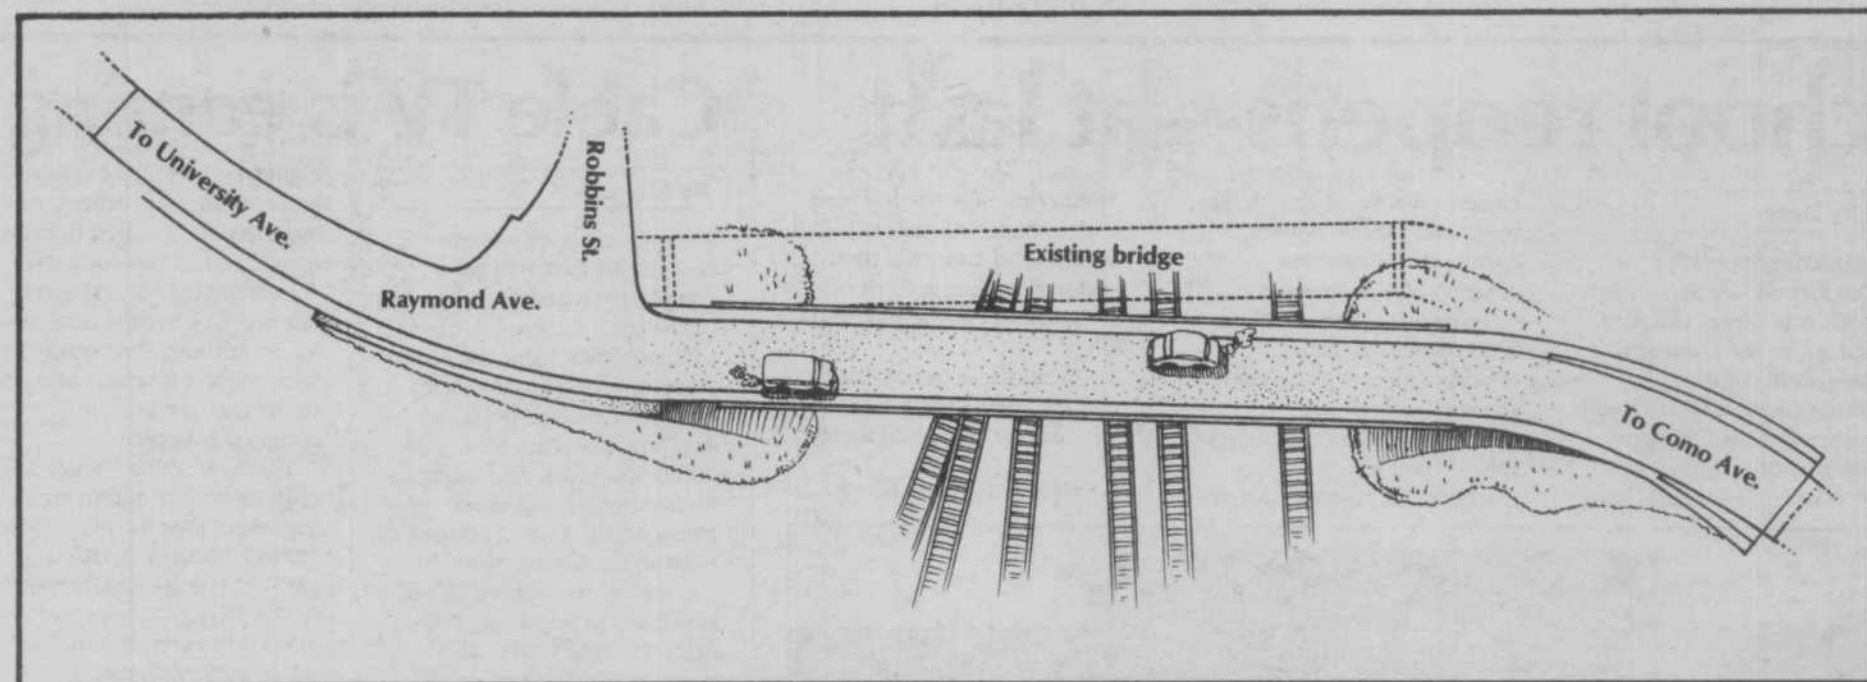 To University Ave.
Robbins St.
Raymond Ave.
Existing bridge
To Como Ave.